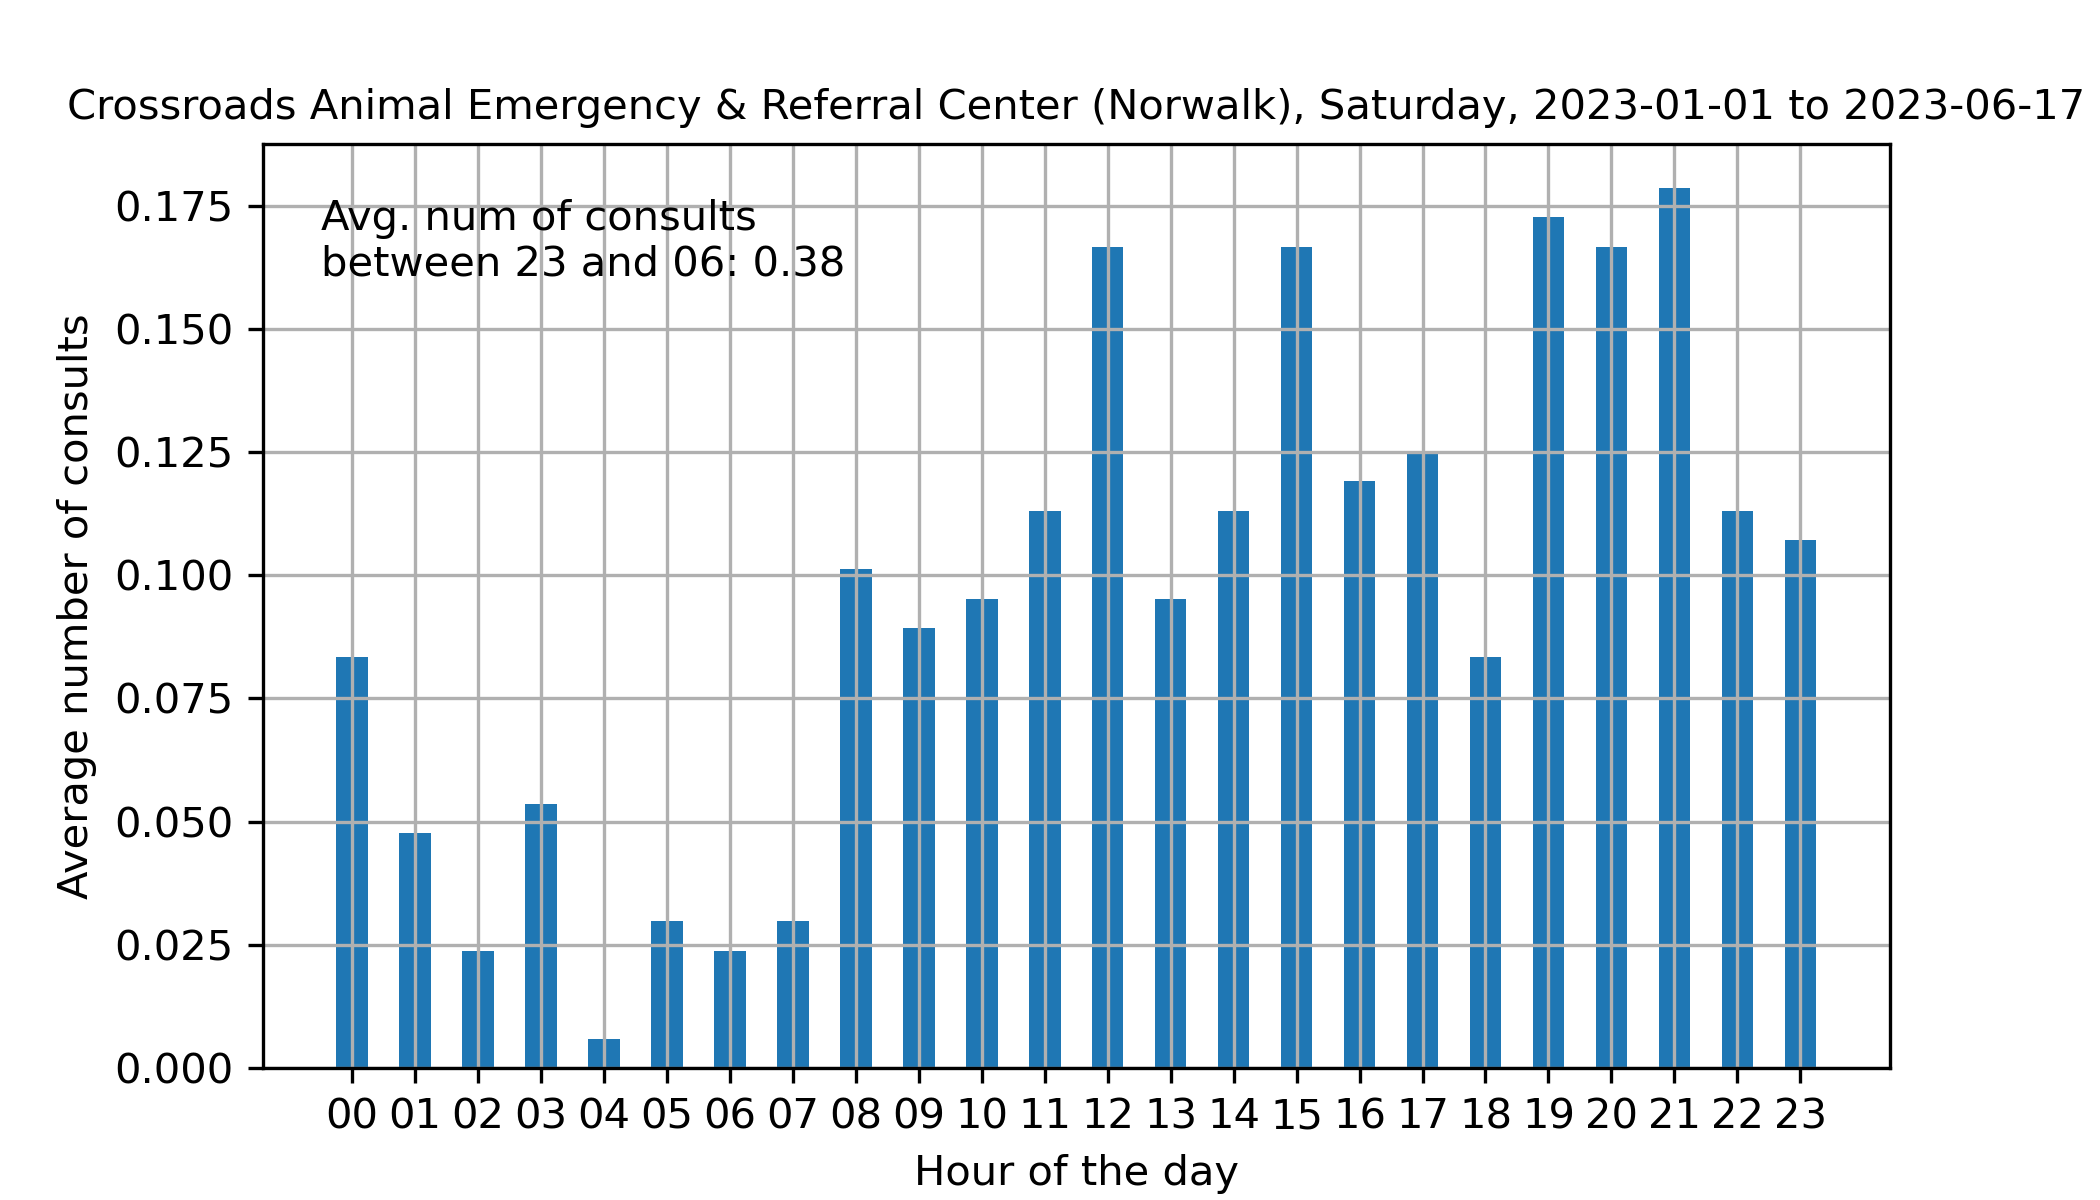 Crossroads Animal Emergency & Referral Center (Norwalk), Saturday, 2023-01-01 to 2023-06-17
Avg. num of consults
between 23 and 06: 0.38
Average number of consults
0.175
0.150
0.125
0.100
0.075
0.050
0.025
0.000
00 01 02 03 04 05 06 07 08 09 10 11 12 13 14 15 16 17 18 19 20 21 22 23
Hour of the day